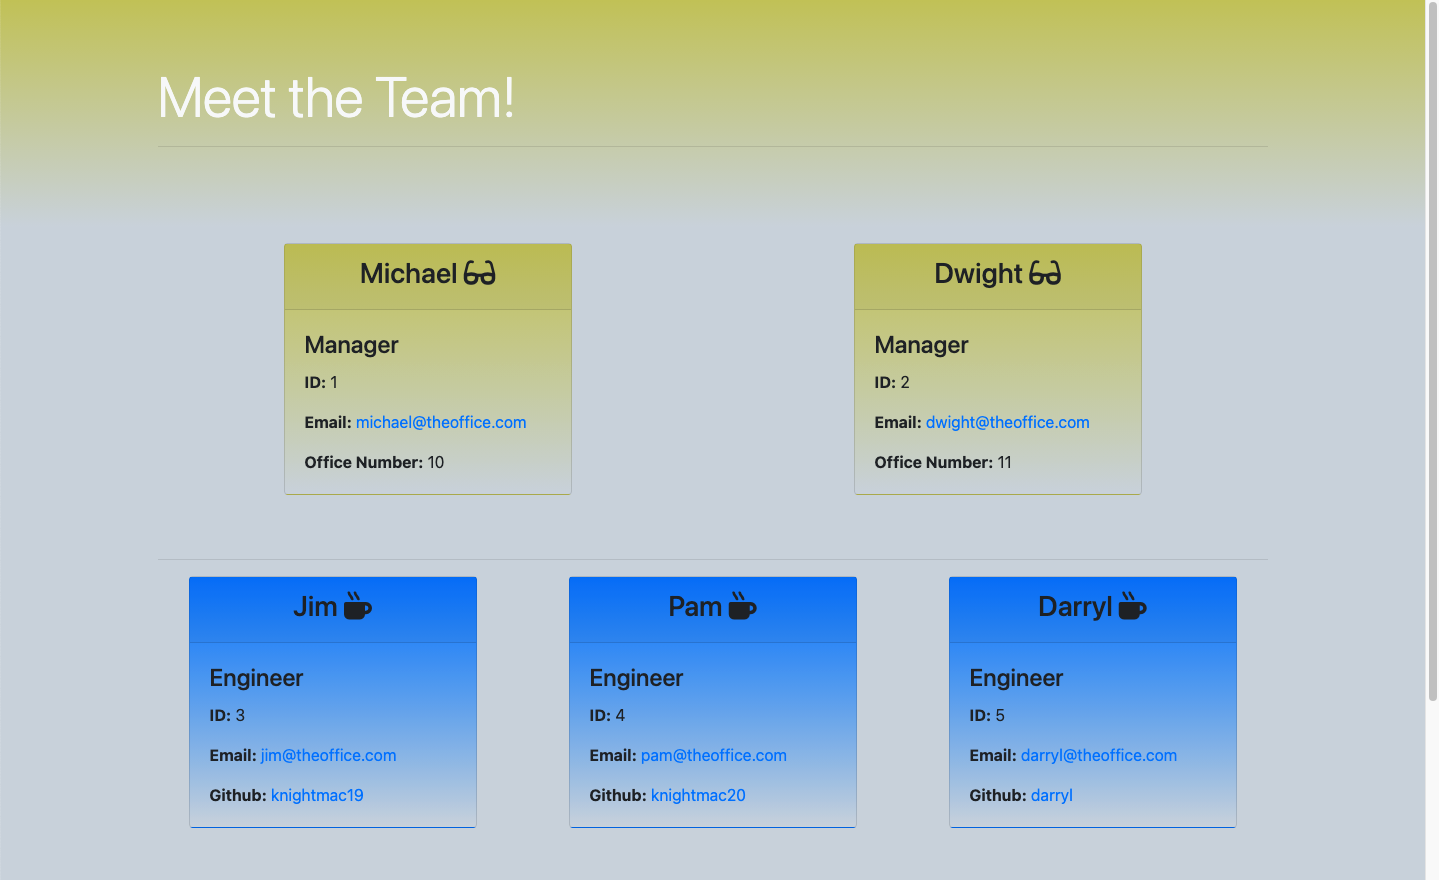 Meet the Team!
Michael
Manager
ID: 1
Email: michael@theoffice.com
Office Number: 10
Dwight
Manager
ID: 2
Email: dwight@theoffice.com
Office Number: 11
Jim
Engineer
ID: 3
Email: jim@theoffice.com
Github: knightmac19
Pam
Engineer
ID: 4
Email: pam@theoffice.com
Github: knightmac20
Darryl
Engineer
ID: 5
Email: darryl@theoffice.com
Github: darryl